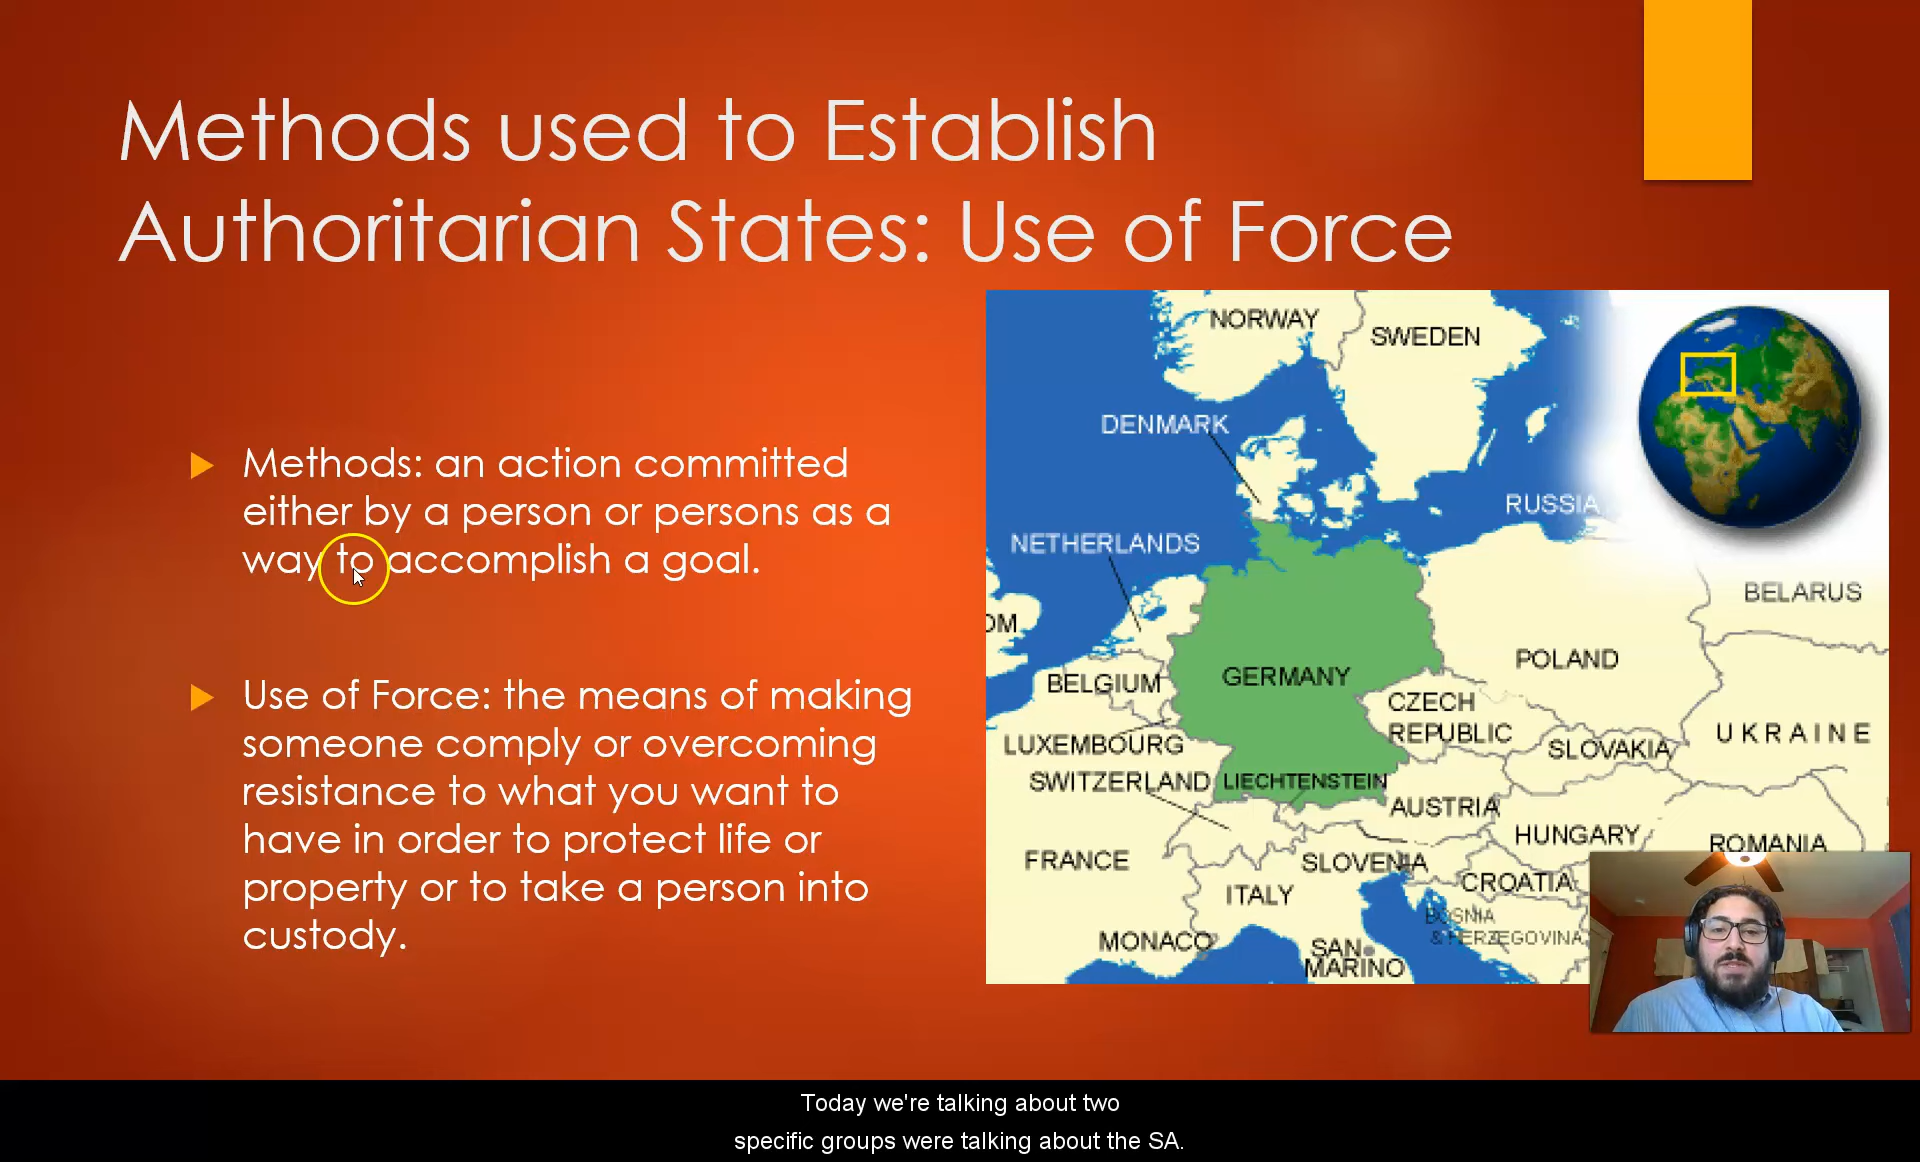 Methods used to Establish
Authoritarian States: Use of Force
Methods: an action committed
either by a person or persons as a
way to accomplish a goal.
Use of Force: the means of making
someone comply or overcoming
resistance to what you want to
have in order to protect life or
property or to take a person into
custody.
NORWAY
SWEDEN
DENMARK
RUSSIA
NETHERLANDS
BELARUS
OM
POLAND
GERMANY
BELGIUM
CZECH
REPUBLIC
UKRAINE
LUXEMBOURG
SLOVAKIA
SWITZERLAND
LIECHTENSTEIN
AUSTRIA
HUNGARY
ROMANIA
FRANCE
SLOVENIA
CROATIA
ITALY
BOSNIA
& HERZEGOVINA
MONACO
SAN
MARINO
Today we're talking about two
specific groups were talking about the SA.